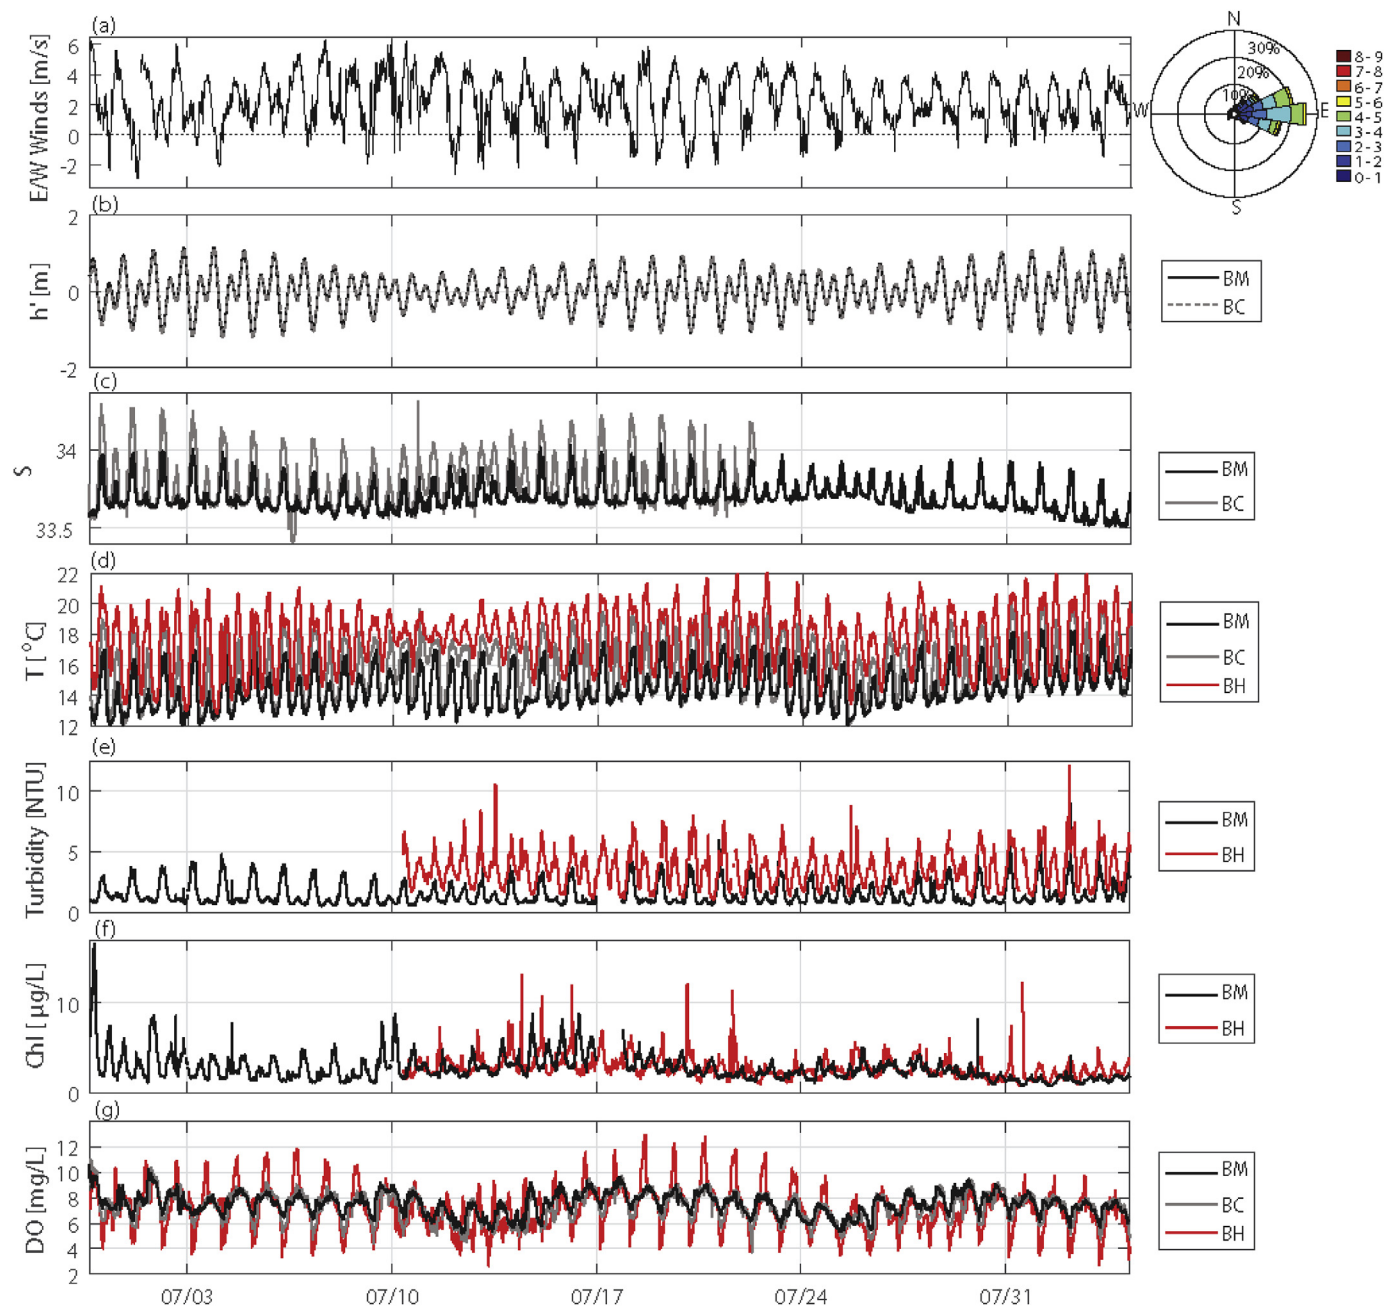 (a)
E/W Winds [m/s]
6
4
2
0
-2
N
W
E
S
30%
20%
10%
8-9
7-8
6-7
5-6
4-5
3-4
2-3
1-2
0-1
(b)
h' [m]
2
0
-2
BM
BC
(c)
S
34
33.5
BM
BC
(d)
T [°C]
22
20
18
16
14
12
BM
BC
BH
(e)
Turbidity [NTU]
10
5
0
BM
BH
(f)
Chl [µg/L]
10
0
BM
BH
(g)
DO [mg/L]
12
10
8
6
4
2
BM
BC
BH
07/03 07/10 07/17 07/24 07/31